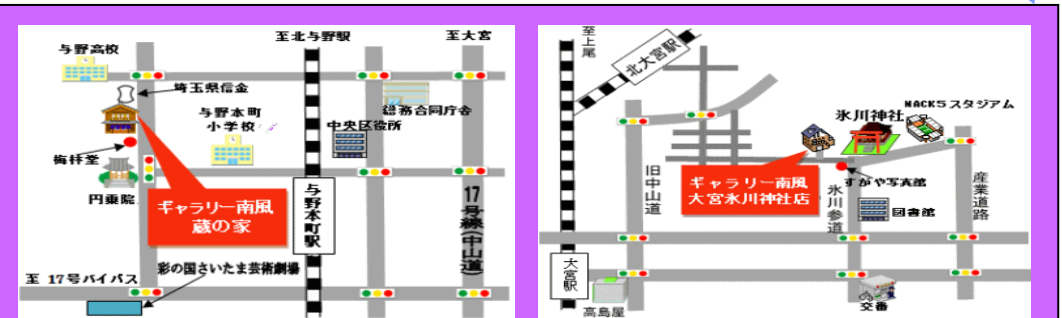 至北与野駅
至大宮
与野高校
埼玉県信金
与野本町
小学校
総務合同庁舎
中央区役所
梅林堂
円乗院
ギャラリー南風
蔵の家
与野本町駅
17号線(中山道)
彩の国さいたま芸術劇場
至 17号バイパス
至上尾
北大宮駅
NACK5スタジアム
氷川神社
すがや写真館
旧中山道
ギャラリー南風
大宮氷川神社店
氷川参道
産業道路
図書館
大宮駅
高島屋
交番